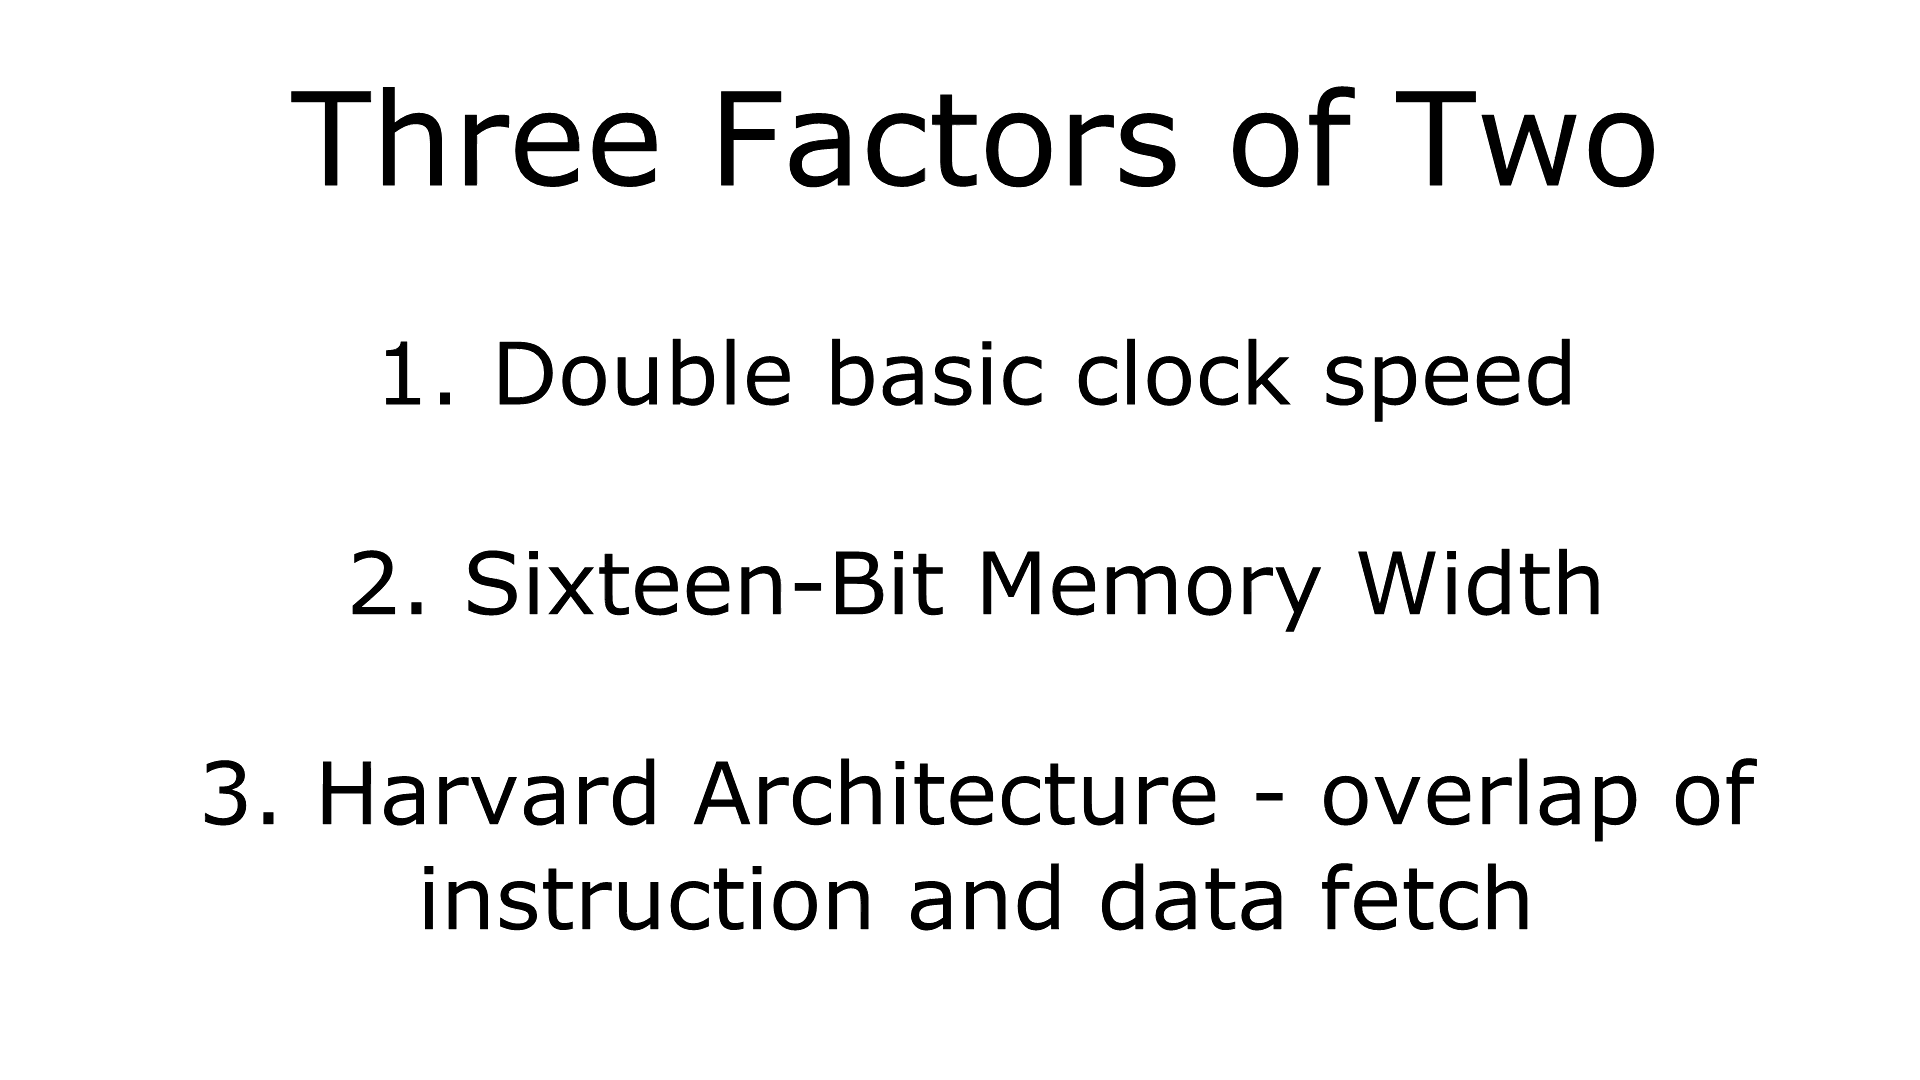 Three Factors of Two
1. Double basic clock speed
2. Sixteen-Bit Memory Width
3. Harvard Architecture - overlap of
instruction and data fetch